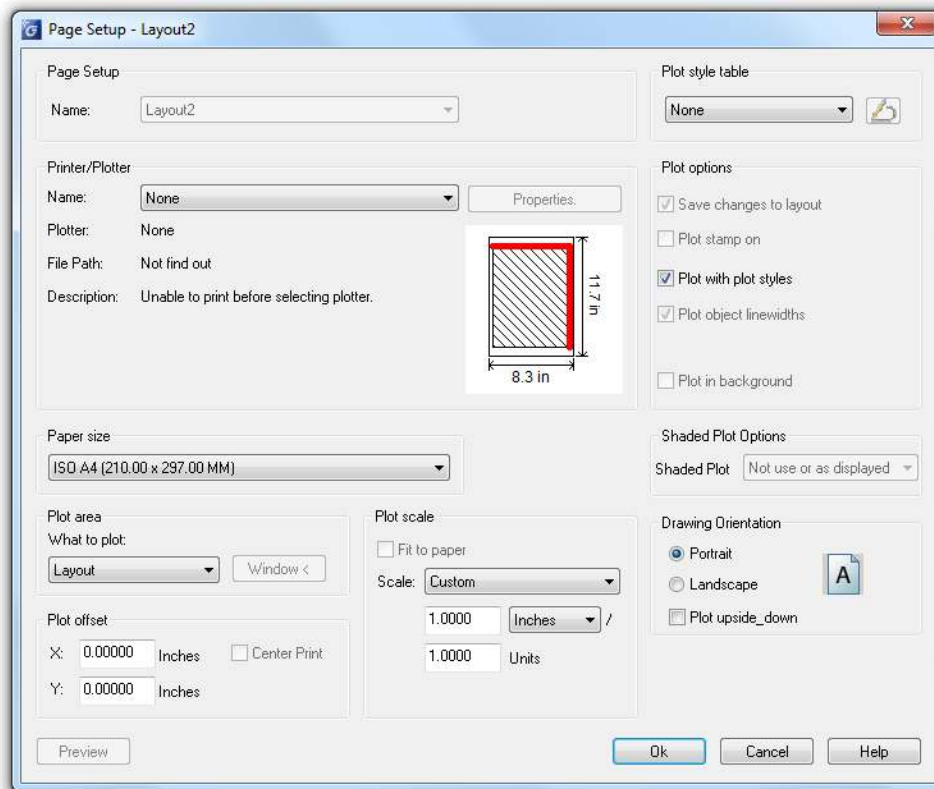 Page Setup - Layout2
Page Setup
Name: Layout2
Plot style table
None
Printer/Plotter
Name: None Properties.
Plotter: None
File Path: Not find out
Description: Unable to print before selecting plotter.
11.7 in
8.3 in
Plot options
Save changes to layout
Plot stamp on
Plot with plot styles
Plot object linewidths
Plot in background
Paper size
ISO A4 (210.00 x 297.00 MM)
Shaded Plot Options
Shaded Plot Not use or as displayed
Plot area
What to plot:
Layout Window <
Plot scale
Fit to paper
Scale: Custom
1.0000 Inches /
1.0000 Units
Drawing Orientation
Portrait
Landscape
Plot upside_down
A
Plot offset
X: 0.00000 Inches Center Print
Y: 0.00000 Inches
Preview Ok Cancel Help